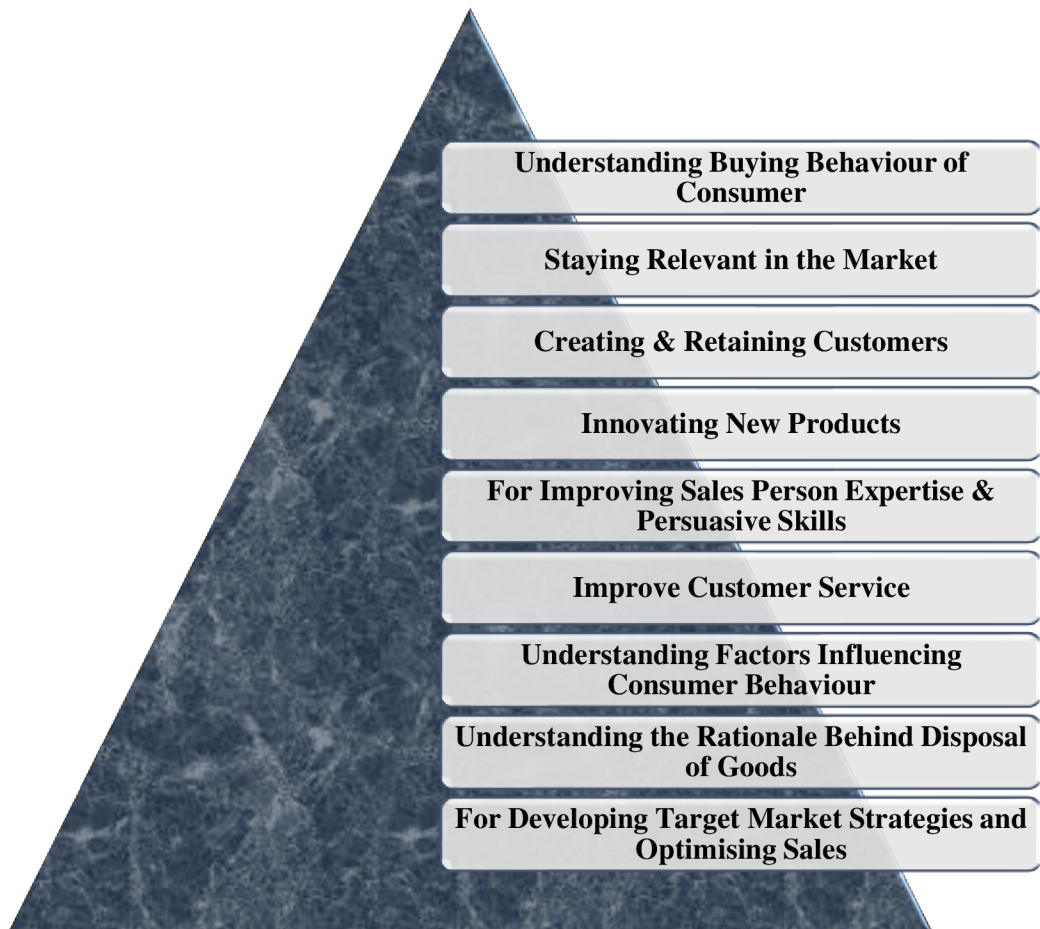 Understanding Buying Behaviour of
Consumer
Staying Relevant in the Market
Creating & Retaining Customers
Innovating New Products
For Improving Sales Person Expertise &
Persuasive Skills
Improve Customer Service
Understanding Factors Influencing
Consumer Behaviour
Understanding the Rationale Behind Disposal
of Goods
For Developing Target Market Strategies and
Optimising Sales